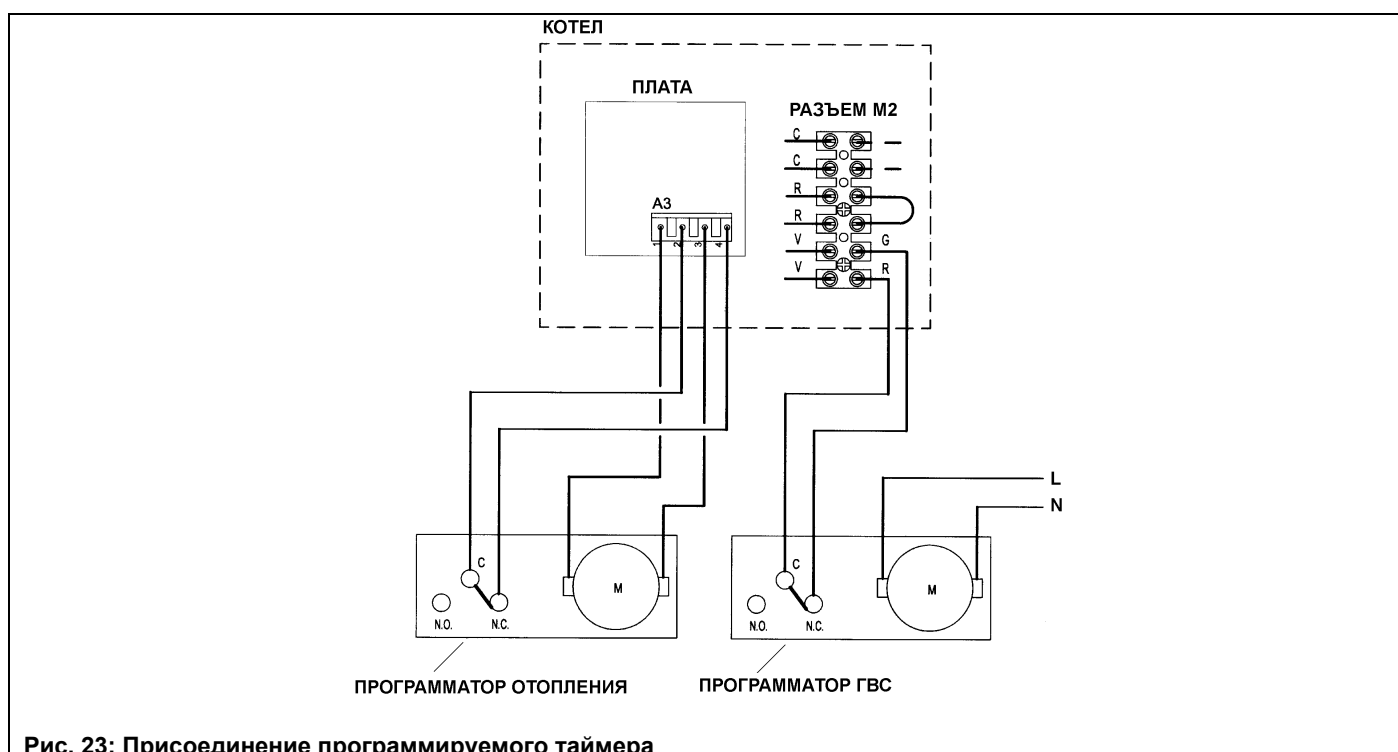 КОТЕЛ
ПЛАТА
РАЗЪЕМ М2
C
C
R
R
V
G
V
R
A3
1 2 3 4
L
N
C
M
N.O.
N.C.
C
M
N.O.
N.C.
ПРОГРАММАТОР ОТОПЛЕНИЯ
ПРОГРАММАТОР ГВС
Рис. 23: Присоединение программируемого таймера